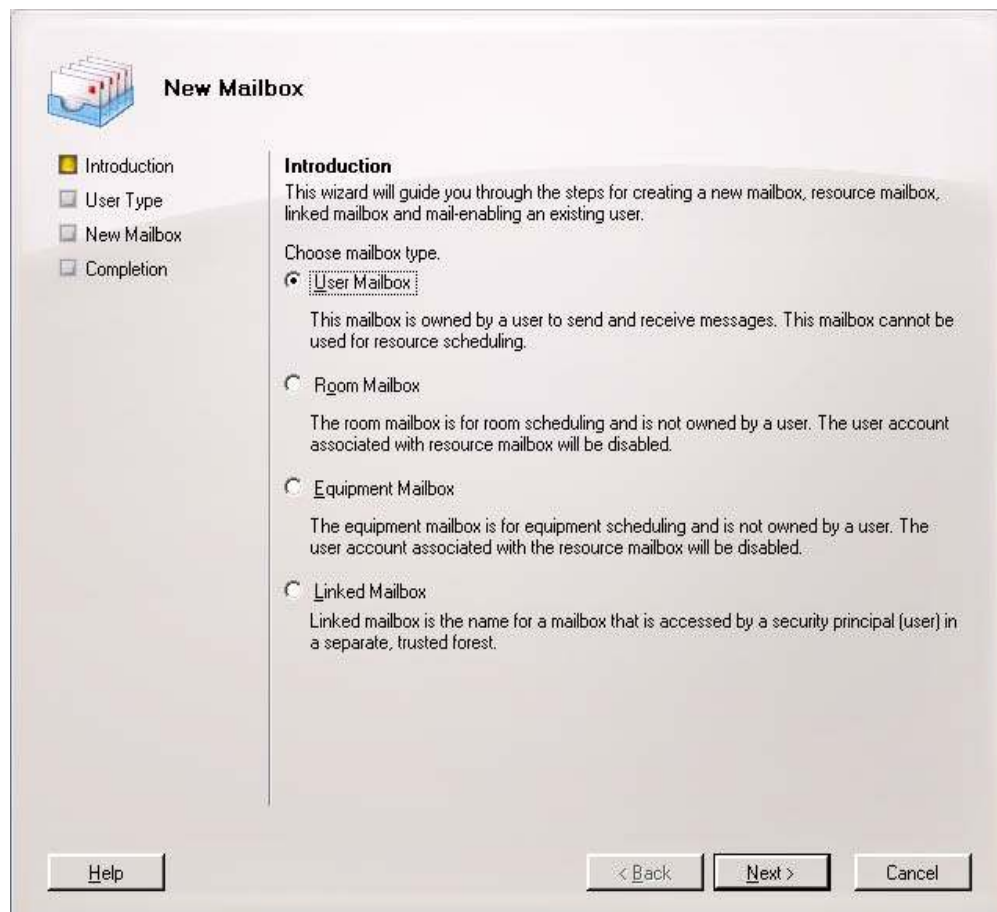 New Mailbox
Introduction
User Type
New Mailbox
Completion
Introduction
This wizard will guide you through the steps for creating a new mailbox, resource mailbox,
linked mailbox and mail-enabling an existing user.
Choose mailbox type.
User Mailbox
This mailbox is owned by a user to send and receive messages. This mailbox cannot be
used for resource scheduling.
Room Mailbox
The room mailbox is for room scheduling and is not owned by a user. The user account
associated with resource mailbox will be disabled.
Equipment Mailbox
The equipment mailbox is for equipment scheduling and is not owned by a user. The
user account associated with the resource mailbox will be disabled.
Linked Mailbox
Linked mailbox is the name for a mailbox that is accessed by a security principal (user) in
a separate, trusted forest.
Help
< Back
Next >
Cancel